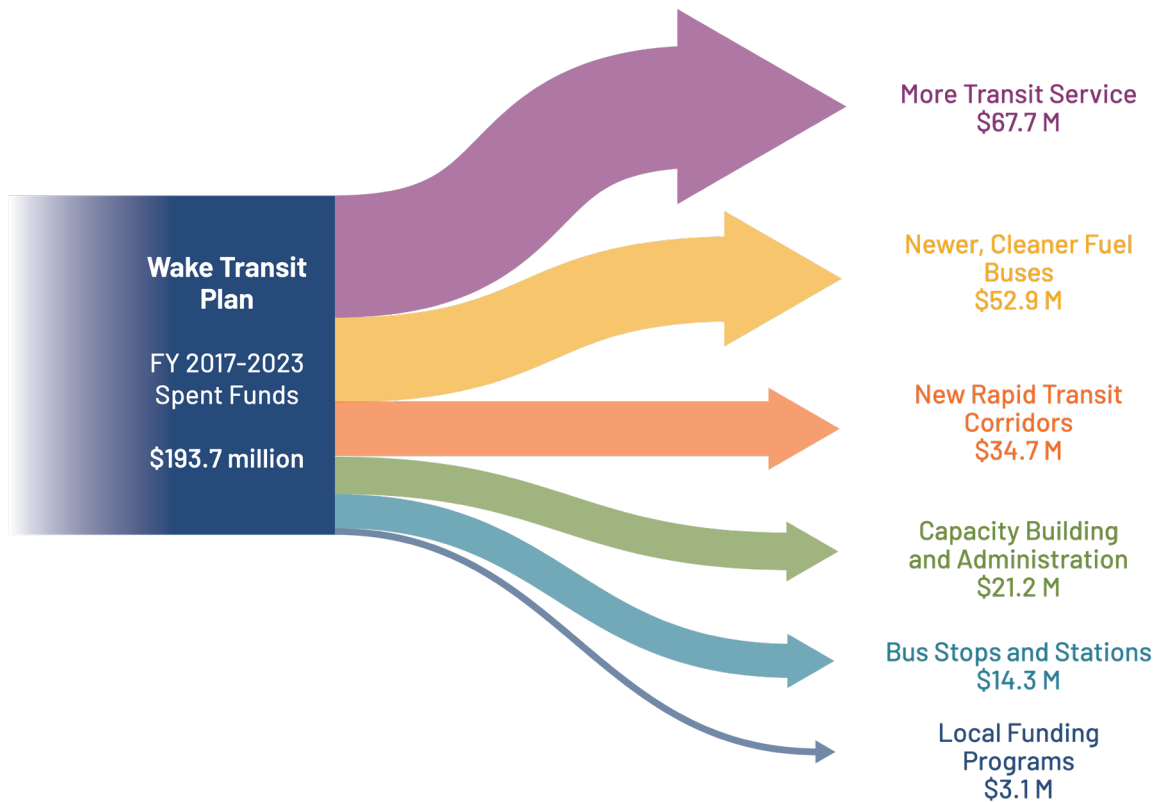 Wake Transit
Plan
FY 2017-2023
Spent Funds
$193.7 million
More Transit Service
$67.7 M
Newer, Cleaner Fuel
Buses
$52.9 M
New Rapid Transit
Corridors
$34.7 M
Capacity Building
and Administration
$21.2 M
Bus Stops and Stations
$14.3 M
Local Funding
Programs
$3.1 M